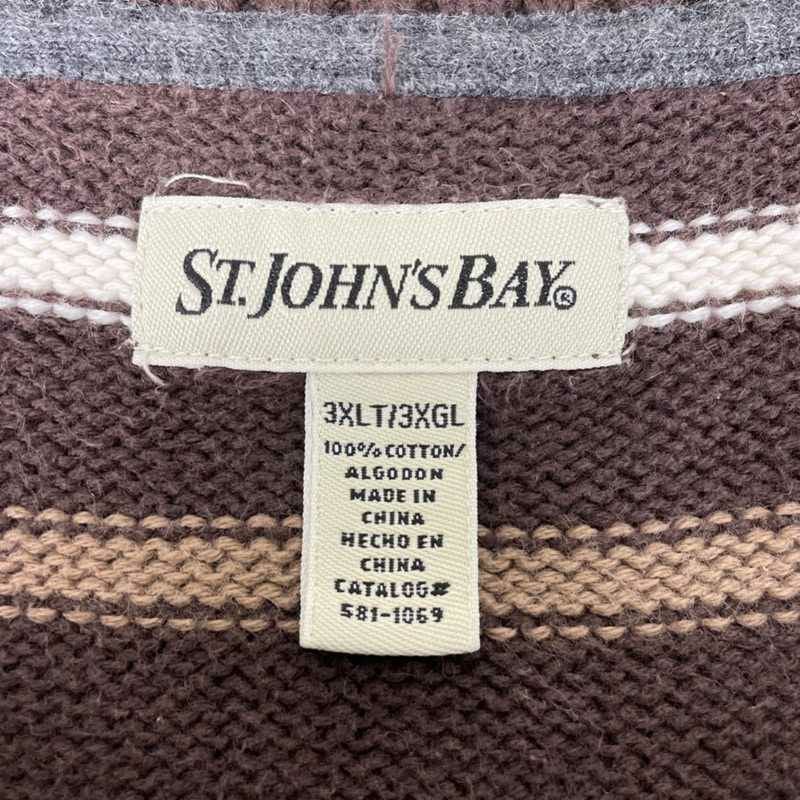 ST. JOHN'S BAY®
3XLT/3XGL
100% COTTON/
ALGODON
MADE IN
CHINA
HECHO EN
CHINA
CATALOG#
581-1069